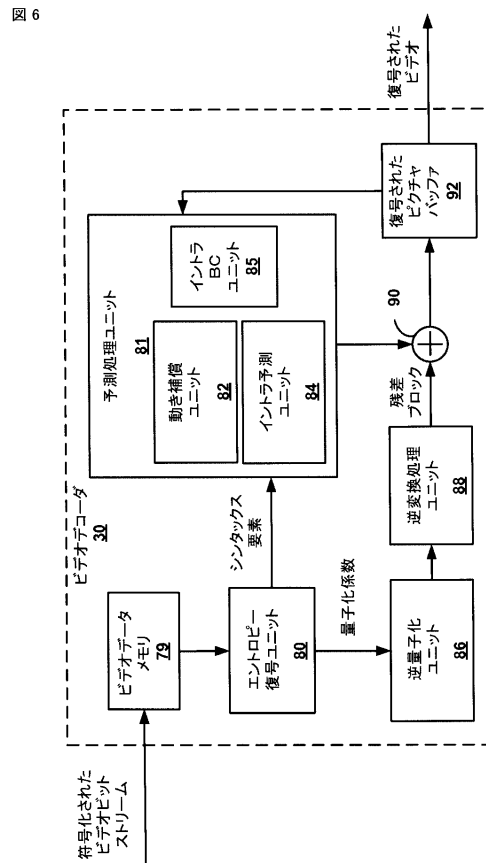 図 6
符号化された
ビデオビット
ストリーム
ビデオデコーダ
30
ビデオデータ
メモリ
79
エントロピー
復号ユニット
80
シンタックス
要素
量子化係数
予測処理ユニット
81
動き補償
ユニット
82
イントラ予測
ユニット
84
イントラ
BC
ユニット
85
逆量子化
ユニット
86
逆変換処理
ユニット
88
残差
ブロック
90
復号された
ピクチャ
バッファ
92
復号された
ビデオ